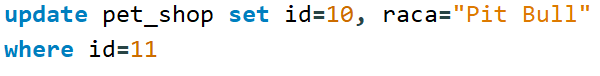 update pet_shop set id=10, raca="Pit Bull"
where id=11